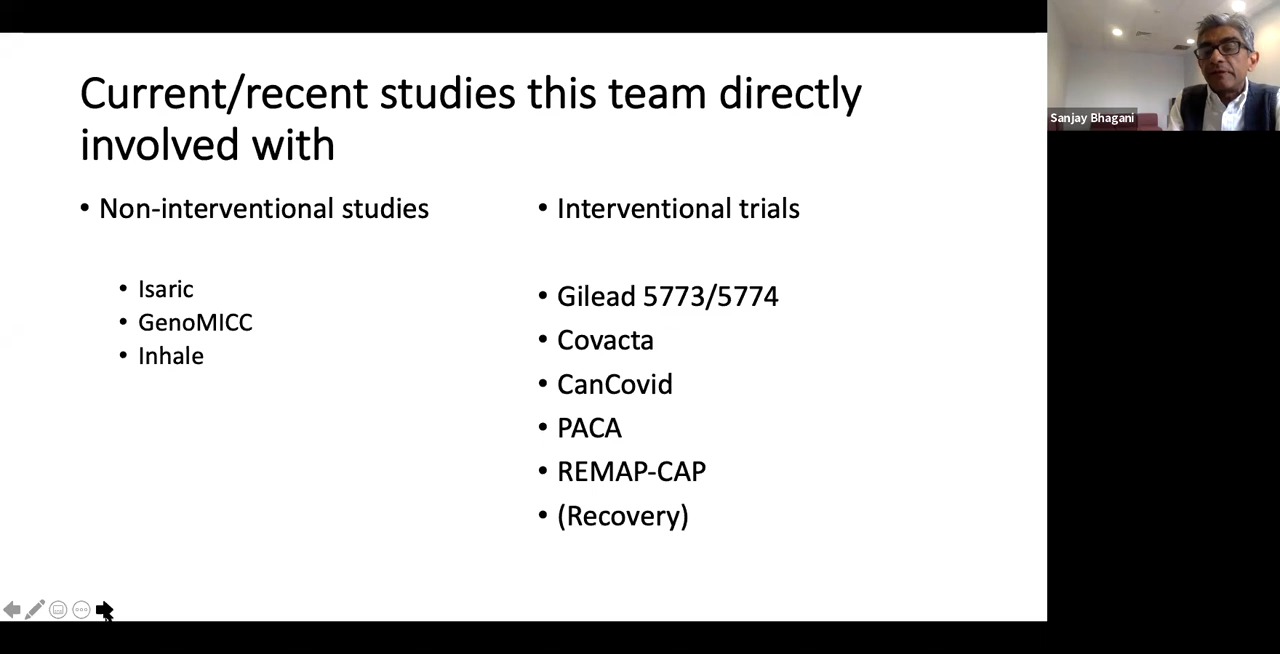 Current/recent studies this team directly
involved with
• Non-interventional studies
• Isaric
• GenoMICC
• Inhale
• Interventional trials
• Gilead 5773/5774
• Covacta
• CanCovid
• PACA
• REMAP-CAP
• (Recovery)
Sanjay Bhagani